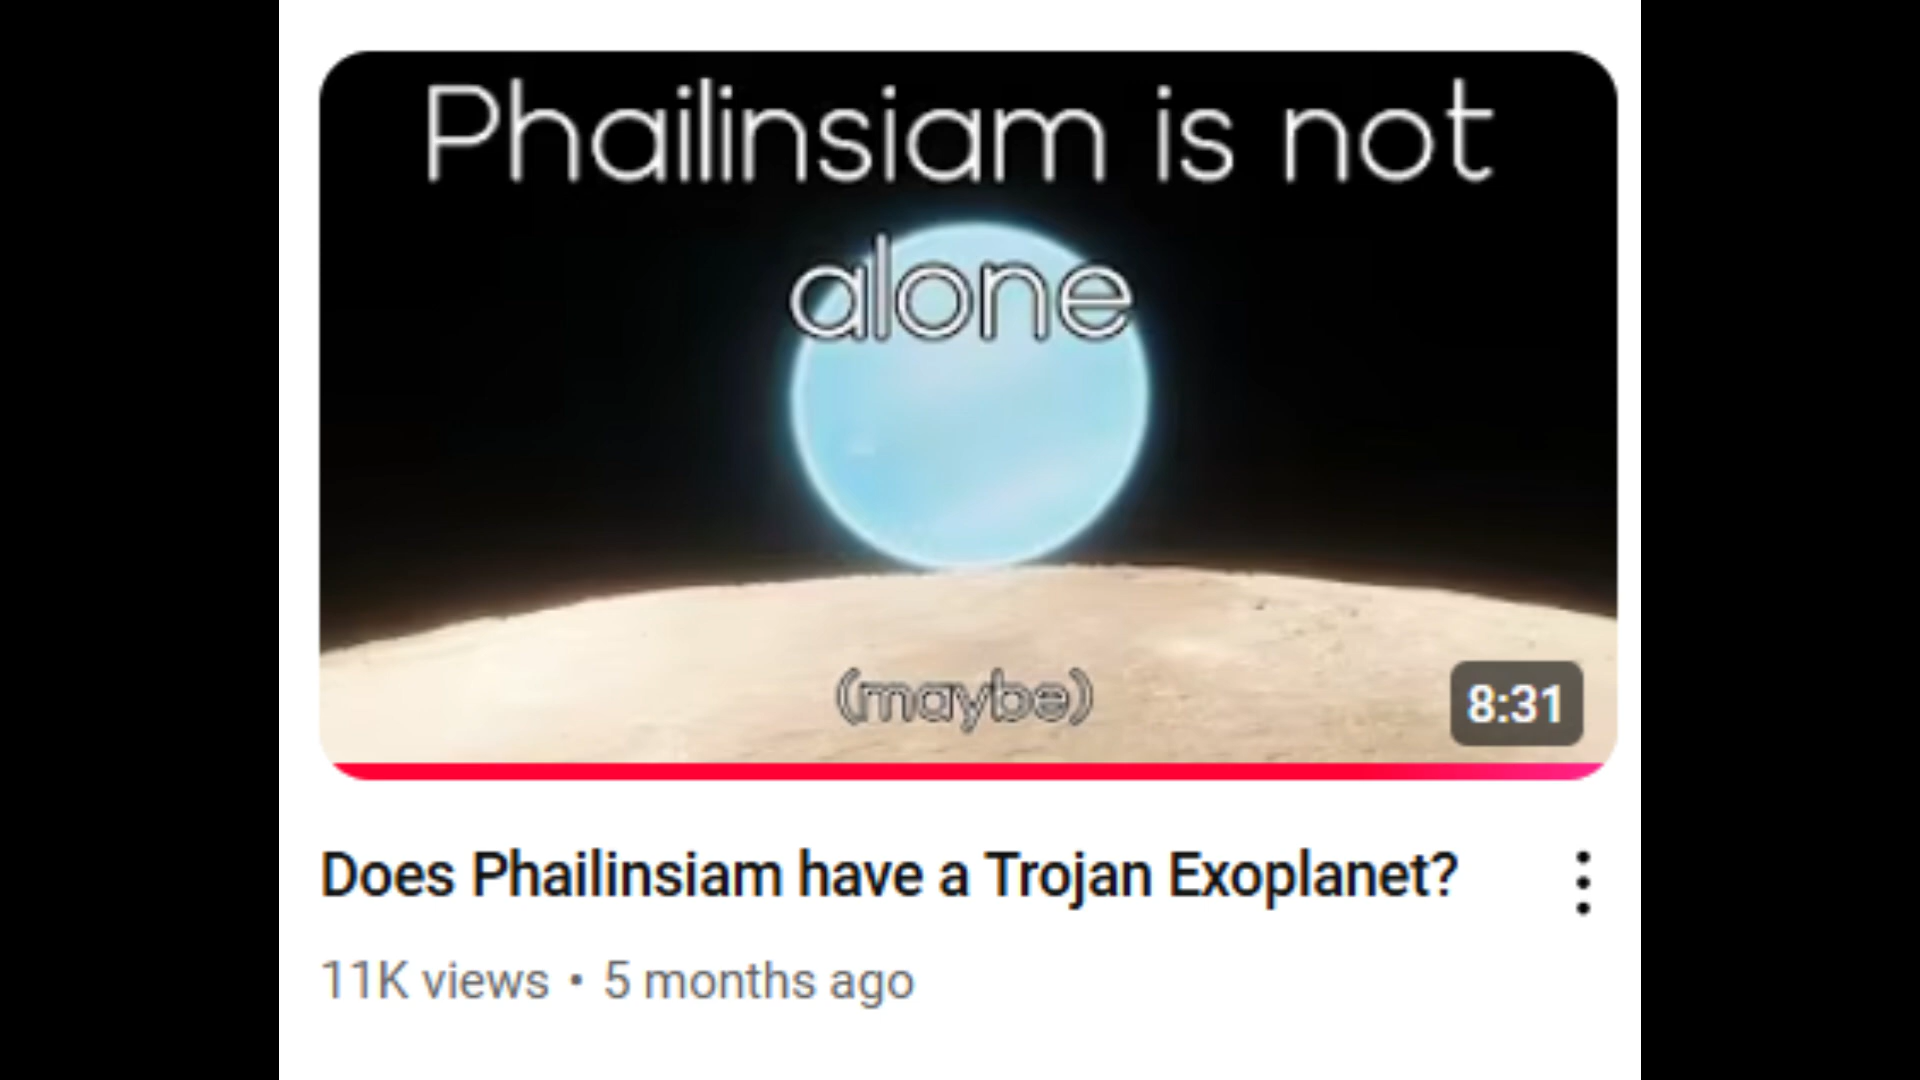 Phailinsiam is not
alone
(maybe)
8:31
Does Phailinsiam have a Trojan Exoplanet?
11K views • 5 months ago